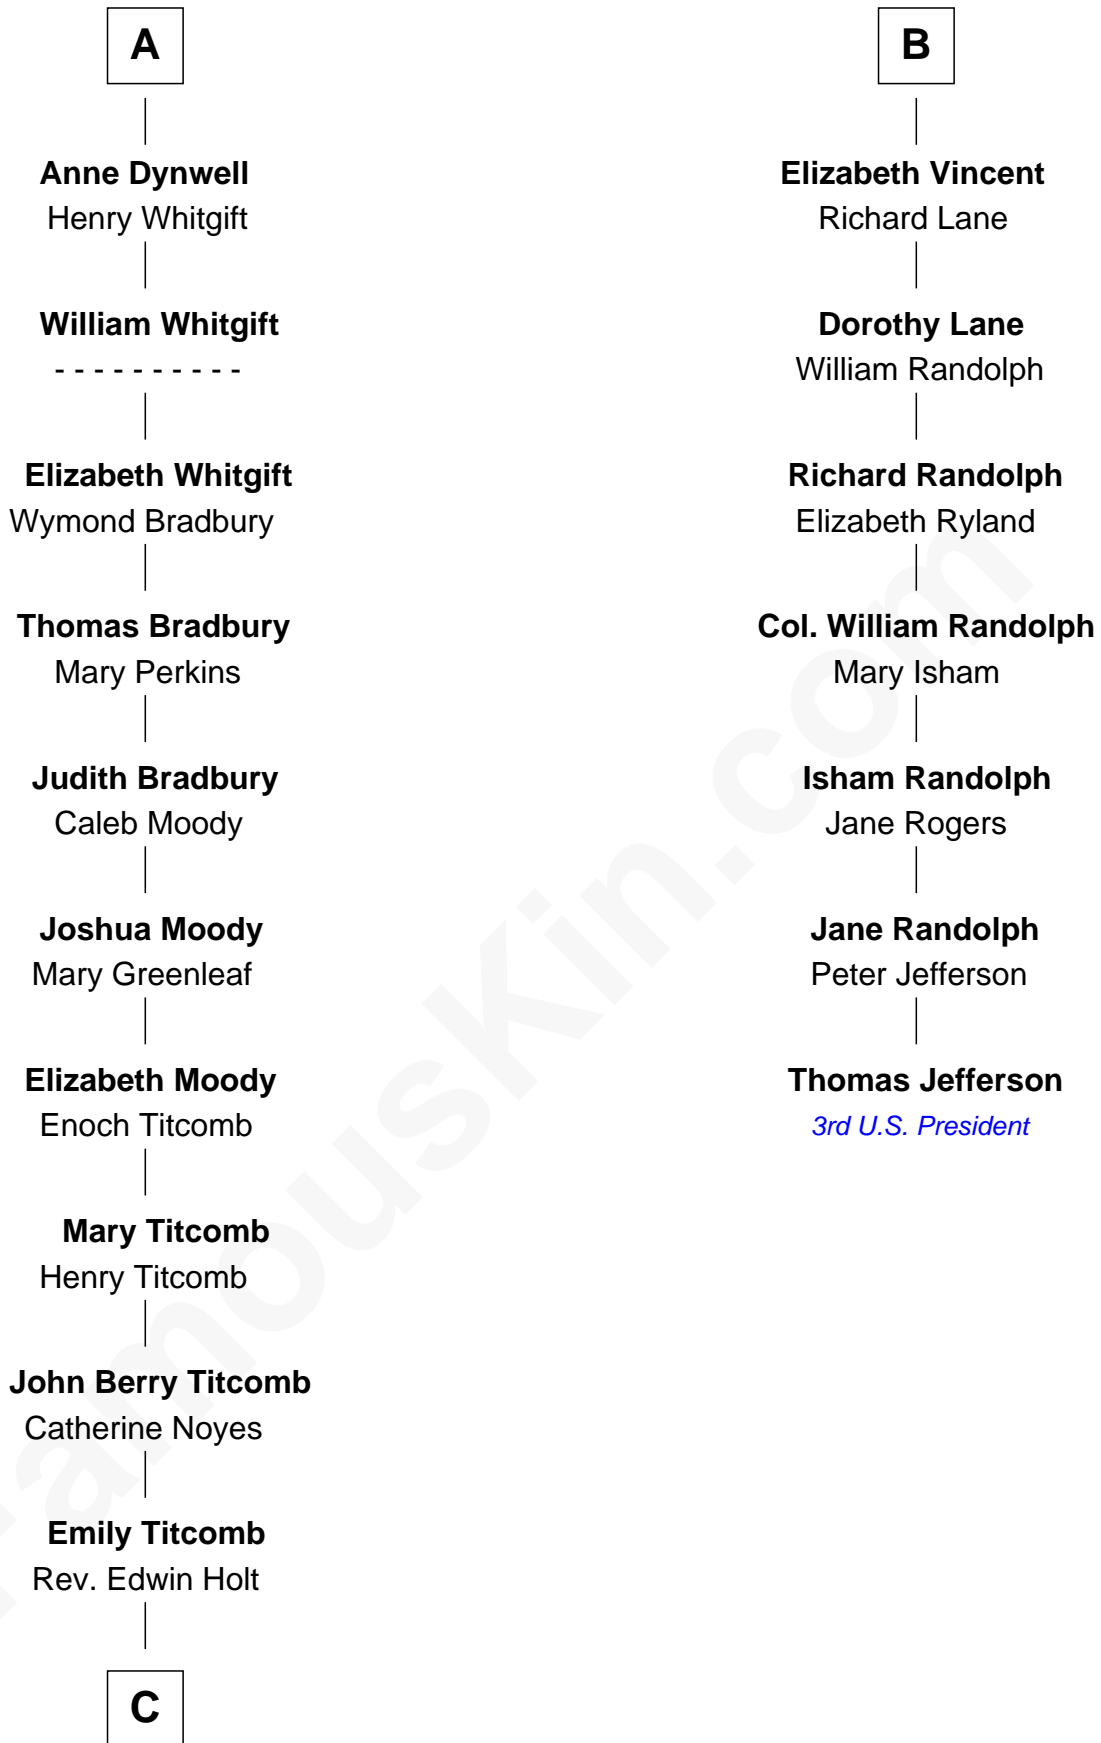 A
Anne Dynwell
Henry Whitgift
William Whitgift
- - - - - - - - - -
Elizabeth Whitgift
Wymond Bradbury
Thomas Bradbury
Mary Perkins
Judith Bradbury
Caleb Moody
Joshua Moody
Mary Greenleaf
Elizabeth Moody
Enoch Titcomb
Mary Titcomb
Henry Titcomb
John Berry Titcomb
Catherine Noyes
Emily Titcomb
Rev. Edwin Holt
C
B
Elizabeth Vincent
Richard Lane
Dorothy Lane
William Randolph
Richard Randolph
Elizabeth Ryland
Col. William Randolph
Mary Isham
Isham Randolph
Jane Rogers
Jane Randolph
Peter Jefferson
Thomas Jefferson
3rd U.S. President
FamousKin.com